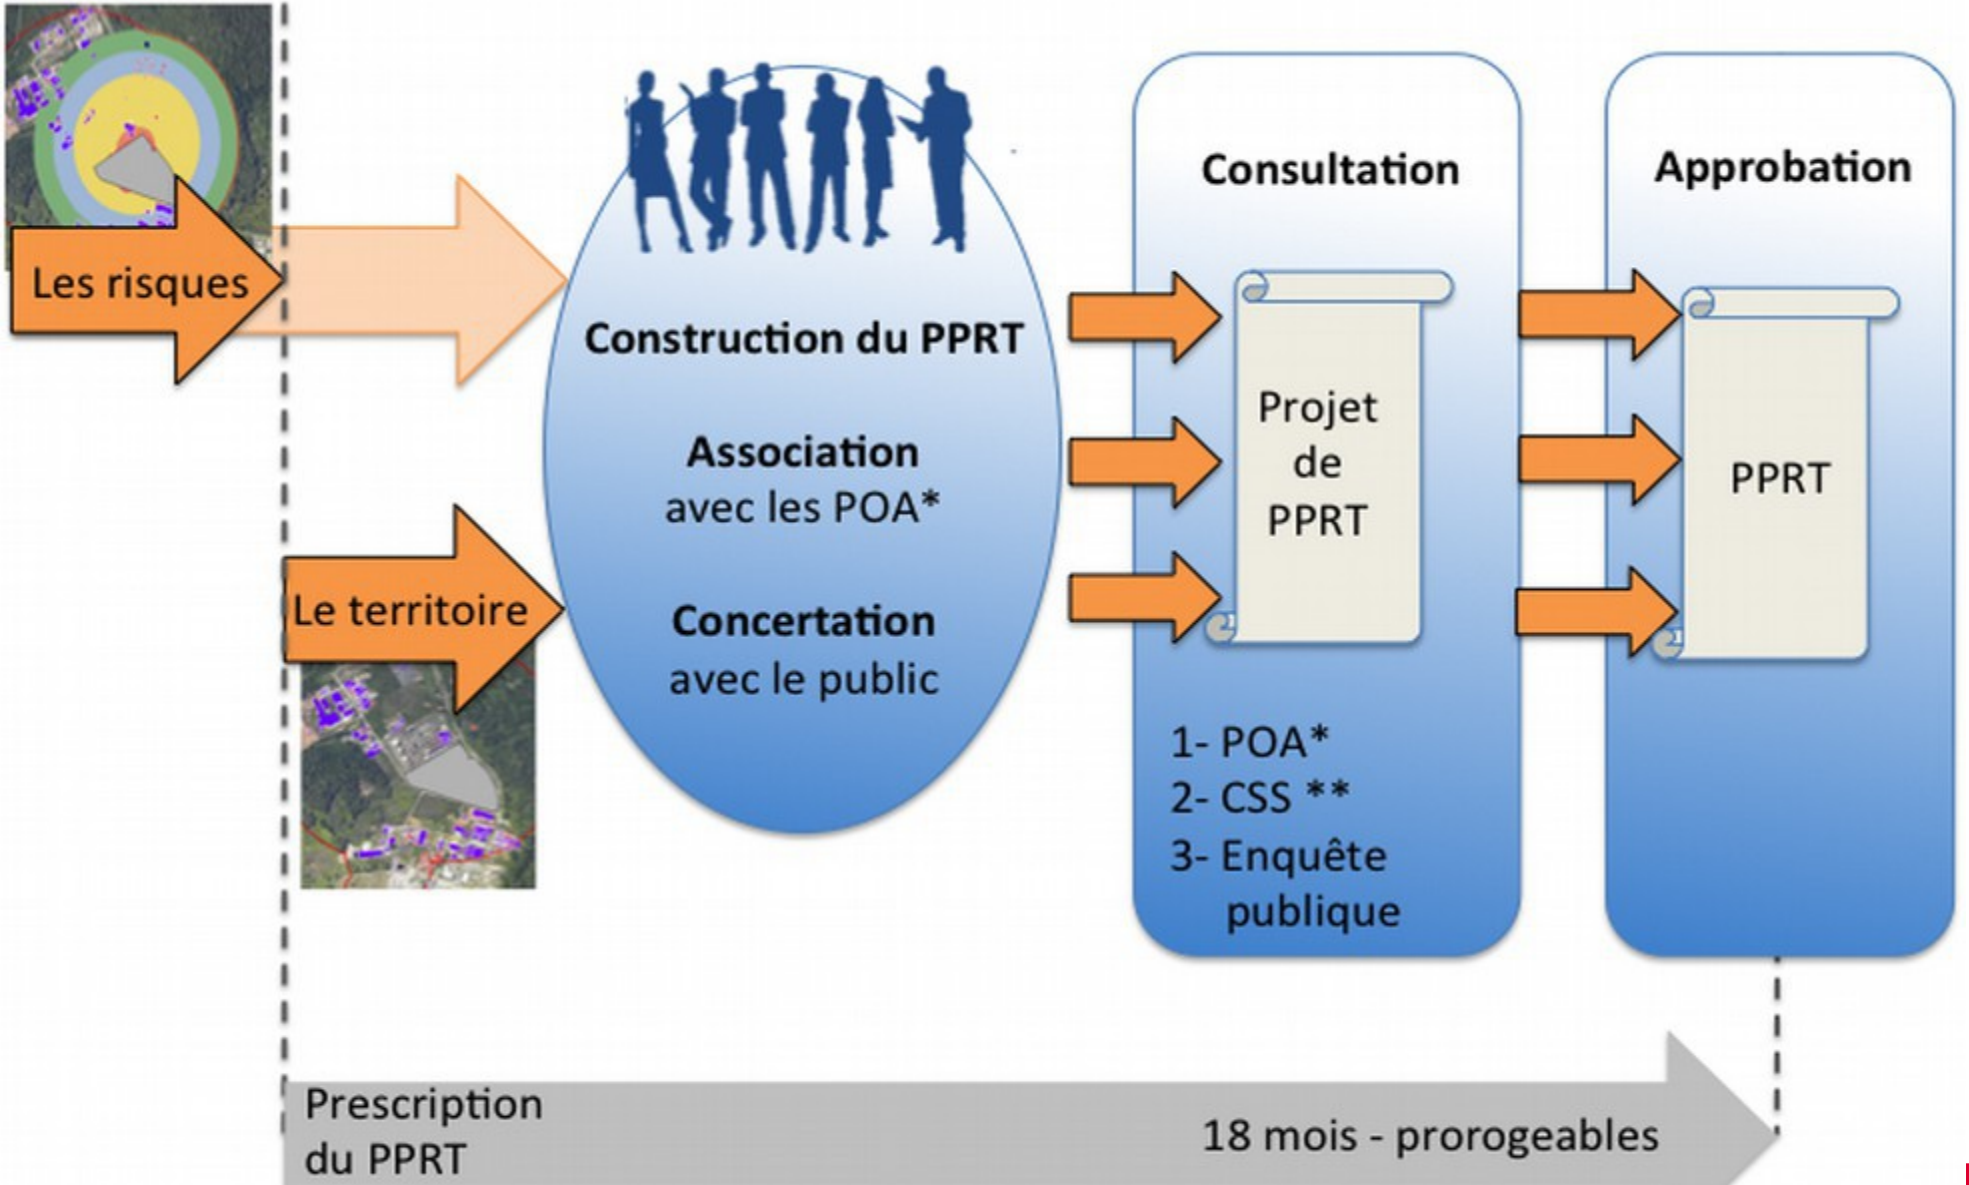 Les risques
Le territoire
Construction du PPRT
Association
avec les POA*
Concertation
avec le public
Consultation
Projet
de
PPRT
1- POA*
2- CSS **
3- Enquête
publique
Approbation
PPRT
Prescription
du PPRT
18 mois - prorogeables